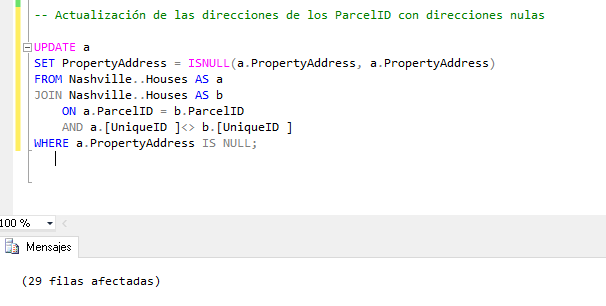 -- Actualización de las direcciones de los ParcelID con direcciones nulas
UPDATE a
SET PropertyAddress = ISNULL(a.PropertyAddress, a.PropertyAddress)
FROM Nashville..Houses AS a
JOIN Nashville..Houses AS b
ON a.ParcelID = b.ParcelID
AND a.[UniqueID ]<> b.[UniqueID ]
WHERE a.PropertyAddress IS NULL;
100 %
Mensajes
(29 filas afectadas)